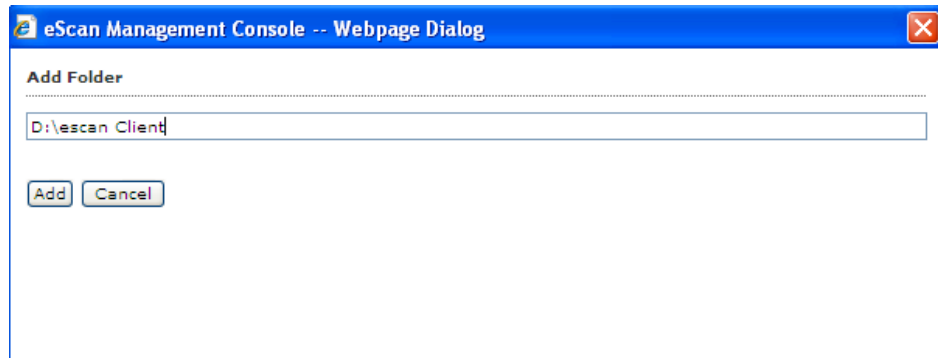 eScan Management Console -- Webpage Dialog
Add Folder
D:\escan Client
Add Cancel